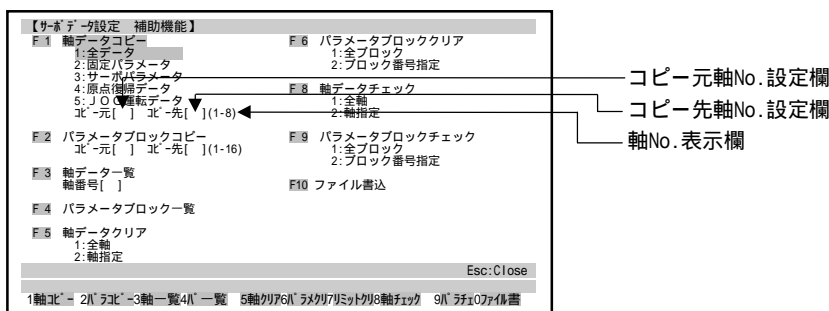 【サーボデータ設定 補助機能】
F 1 軸データコピー
1:全データ
2:固定パラメータ
3:サーボパラメータ
4:原点復帰データ
5:JOG運転データ
コピー元[ ] コピー先[ ](1-8)
F 2 パラメータブロックコピー
コピー元[ ] コピー先[ ](1-16)
F 3 軸データ一覧
軸番号[ ]
F 4 パラメータブロック一覧
F 5 軸データクリア
1:全軸
2:軸指定
F 6 パラメータブロッククリア
1:全ブロック
2:ブロック番号指定
F 8 軸データチェック
1:全軸
2:軸指定
F 9 パラメータブロックチェック
1:全ブロック
2:ブロック番号指定
F10 ファイル書込
Esc:Close
1軸コピー 2パラコピー3軸一覧4パ一覧 5軸クリア6パラメクリ7リミットクリ8軸チェック 9パラチェ0ファイル書
コピー元軸No.設定欄
コピー先軸No.設定欄
軸No.表示欄